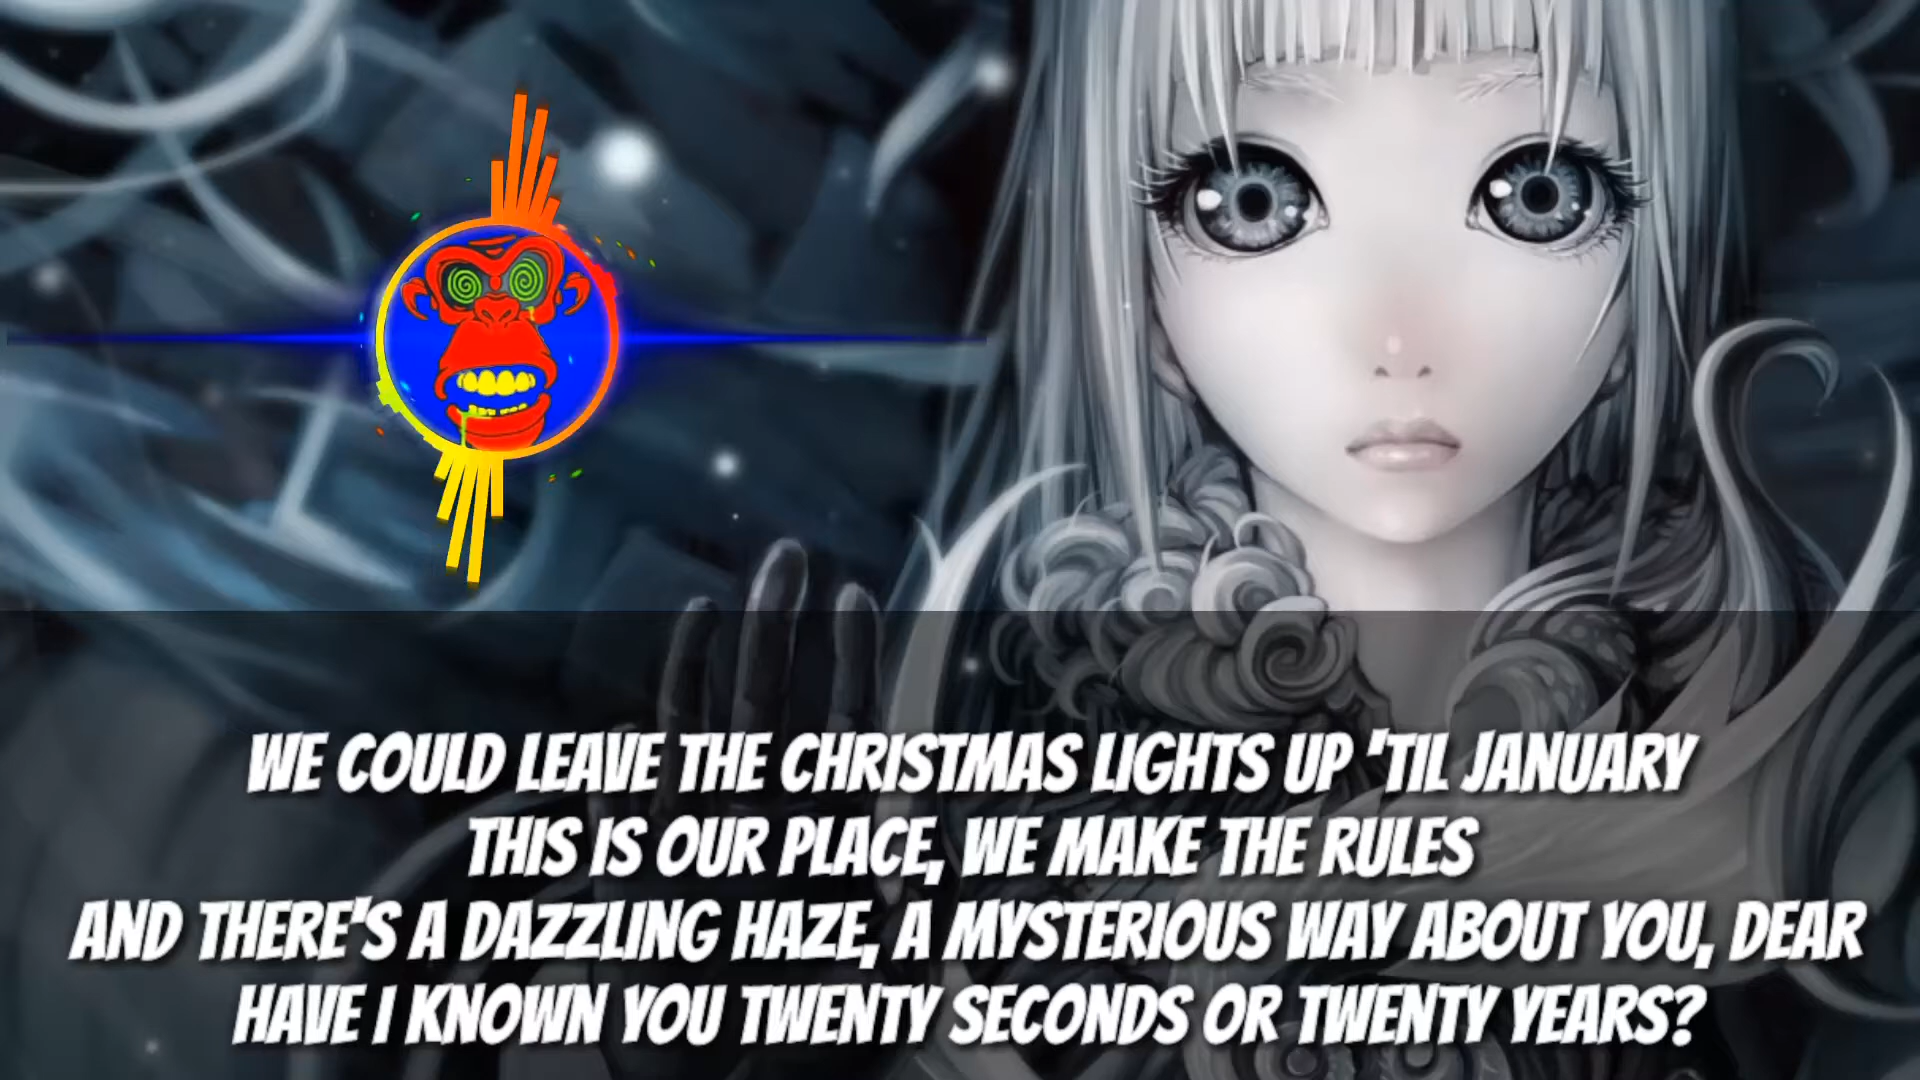 WE COULD LEAVE THE CHRISTMAS LIGHTS UP 'TIL JANUARY
THIS IS OUR PLACE, WE MAKE THE RULES
AND THERE'S A DAZZLING HAZE, A MYSTERIOUS WAY ABOUT YOU, DEAR
HAVE I KNOWN YOU TWENTY SECONDS OR TWENTY YEARS?